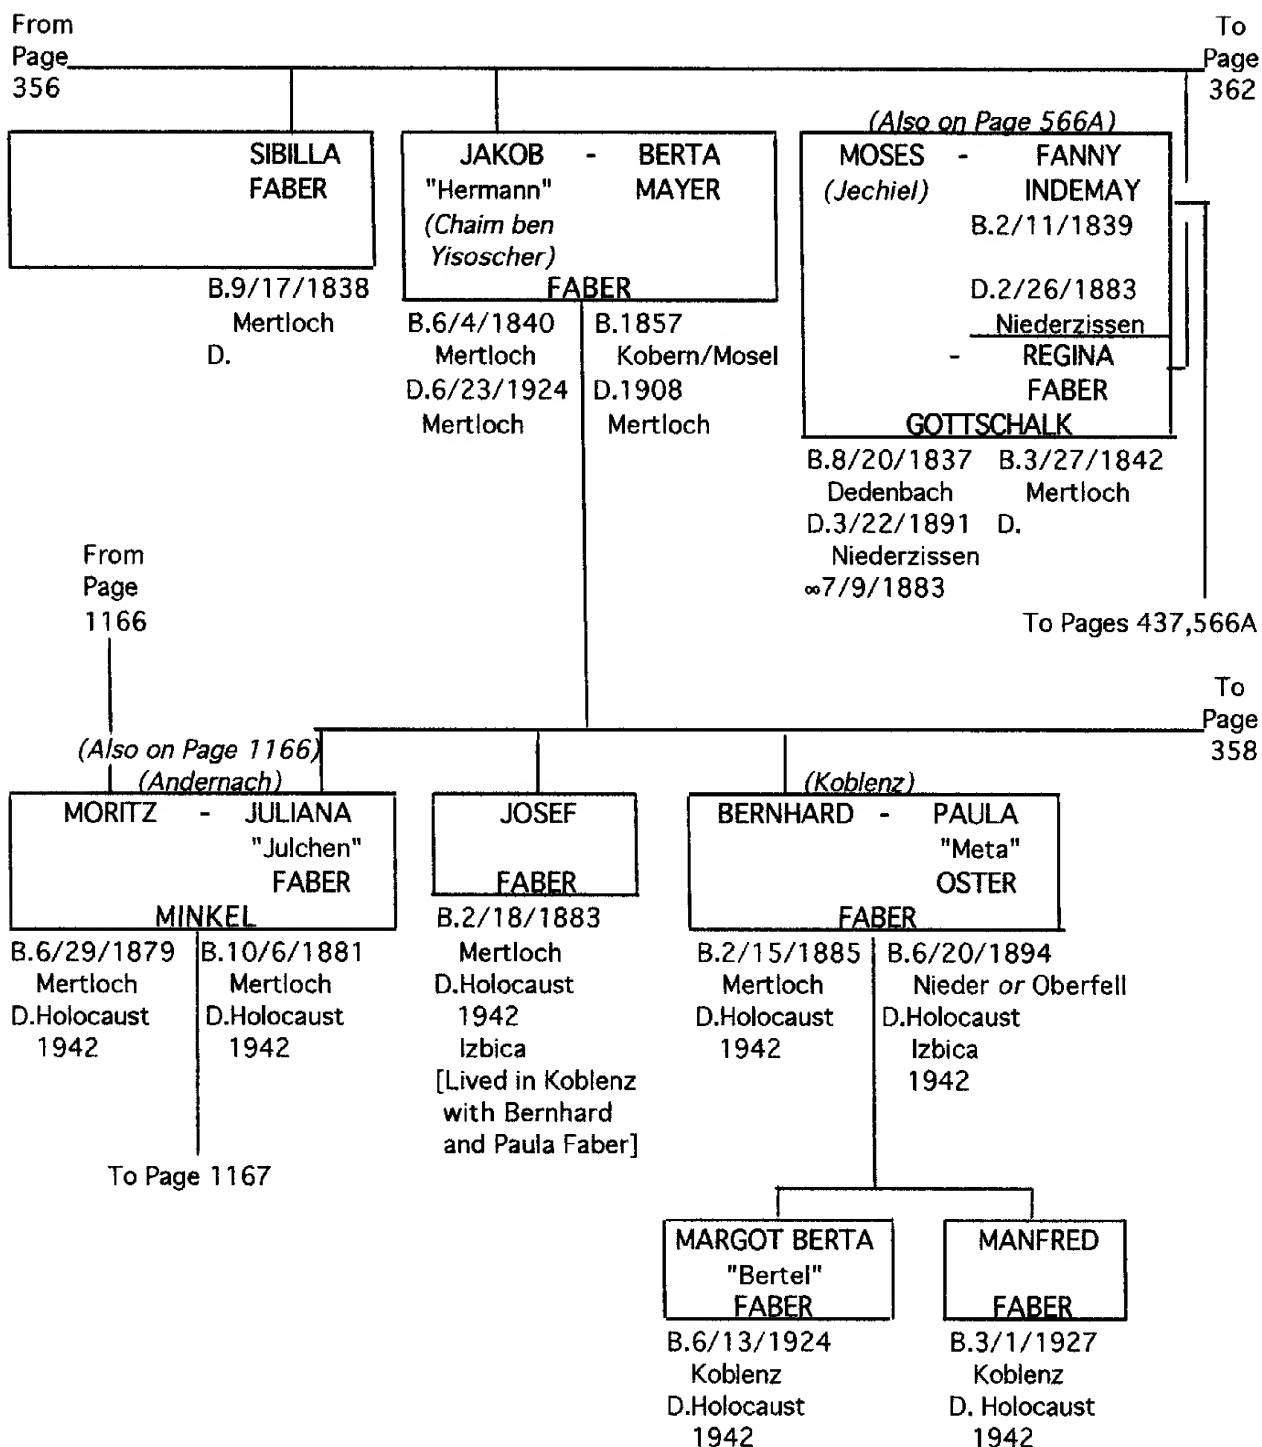 From
Page
356
To
Page
362
SIBILLA
FABER
B.9/17/1838
Mertloch
D.
JAKOB - BERTA
"Hermann" MAYER
(Chaim ben
Yisoscher)
FABER
B.6/4/1840 B.1857
Mertloch Kobern/Mosel
D.6/23/1924 D.1908
Mertloch Mertloch
(Also on Page 566A)
MOSES - FANNY
(Jechiel) INDEMAY
B.2/11/1839
D.2/26/1883
Niederzissen
- REGINA
FABER
GOTTSCHALK
B.8/20/1837 B.3/27/1842
Dedenbach Mertloch
D.3/22/1891 D.
Niederzissen
∞7/9/1883
To Pages 437,566A
From
Page
1166
To
Page
358
(Also on Page 1166)
(Andernach)
MORITZ - JULIANA
"Julchen"
FABER
MINKEL
B.6/29/1879 B.10/6/1881
Mertloch Mertloch
D.Holocaust D.Holocaust
1942 1942
To Page 1167
JOSEF
FABER
B.2/18/1883
Mertloch
D.Holocaust
1942
Izbica
[Lived in Koblenz
with Bernhard
and Paula Faber]
(Koblenz)
BERNHARD - PAULA
"Meta"
OSTER
FABER
B.2/15/1885 B.6/20/1894
Mertloch Nieder or Oberfell
D.Holocaust D.Holocaust
1942 Izbica
1942
MARGOT BERTA
"Bertel"
FABER
B.6/13/1924
Koblenz
D.Holocaust
1942
MANFRED
FABER
B.3/1/1927
Koblenz
D. Holocaust
1942